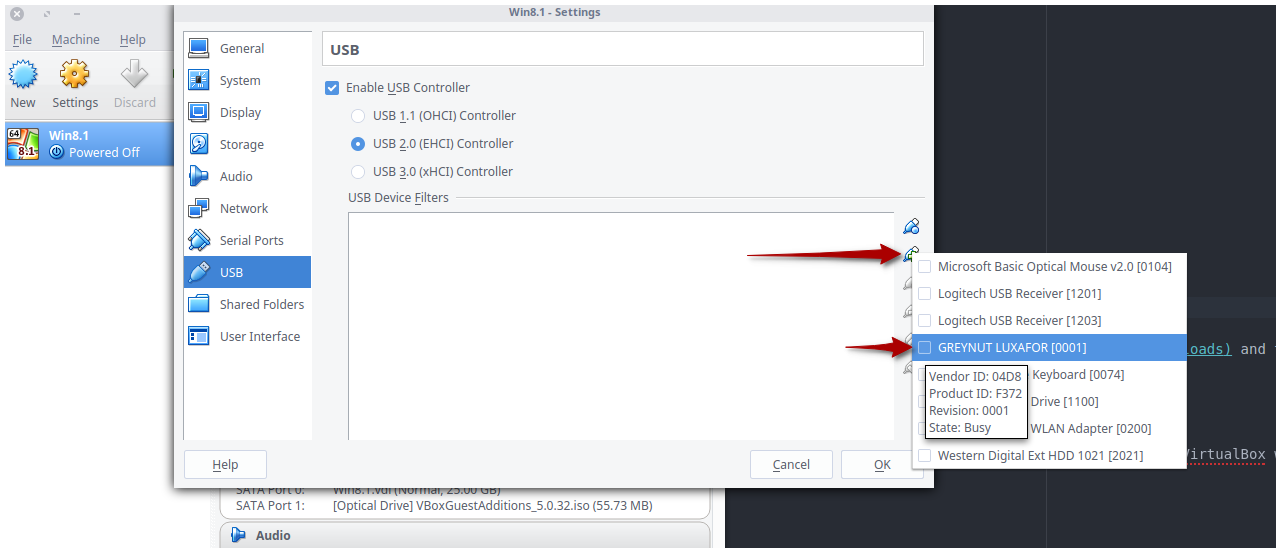 Win8.1 - Settings
File Machine Help
New Settings Discard
64
8.1
Win8.1
Powered Off
General
System
Display
Storage
Audio
Network
Serial Ports
USB
Shared Folders
User Interface
USB
Enable USB Controller
USB 1.1 (OHCI) Controller
USB 2.0 (EHCI) Controller
USB 3.0 (xHCI) Controller
USB Device Filters
Microsoft Basic Optical Mouse v2.0 [0104]
Logitech USB Receiver [1201]
Logitech USB Receiver [1203]
GREYNUT LUXAFOR [0001]
Keyboard [0074]
Drive [1100]
WLAN Adapter [0200]
Western Digital Ext HDD 1021 [2021]
Vendor ID: 04D8
Product ID: F372
Revision: 0001
State: Busy
oads) and
VirtualBox
Help Cancel OK
SATA Port 0: Win8.1.vdi (Normal, 25.00 GB)
SATA Port 1: [Optical Drive] VBoxGuestAdditions_5.0.32.iso (55.73 MB)
Audio